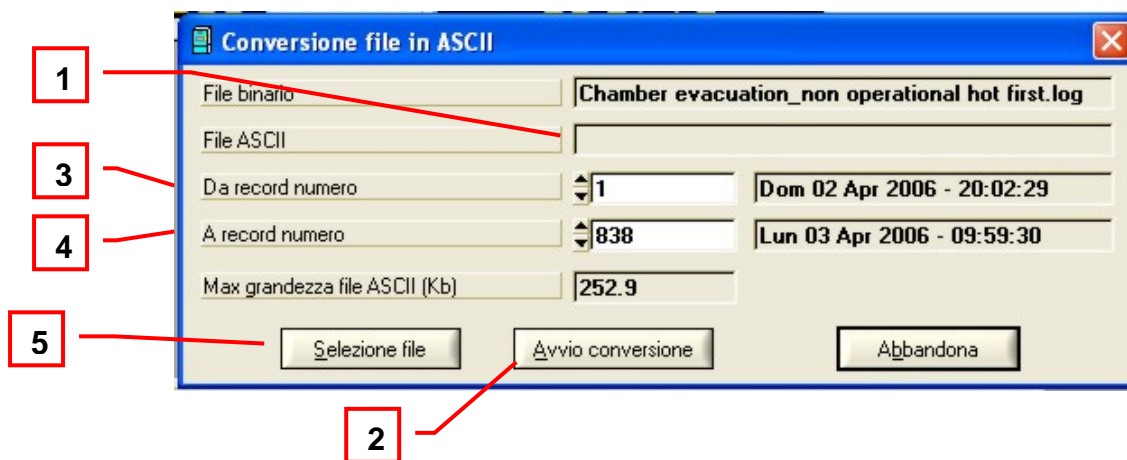 Conversione file in ASCII
1
File binario Chamber evacuation_non operational hot first.log
File ASCII
3
Da record numero 1 Dom 02 Apr 2006 - 20:02:29
4
A record numero 838 Lun 03 Apr 2006 - 09:59:30
Max grandezza file ASCII (Kb) 252.9
5
Selezione file Avvio conversione Abbandona
2